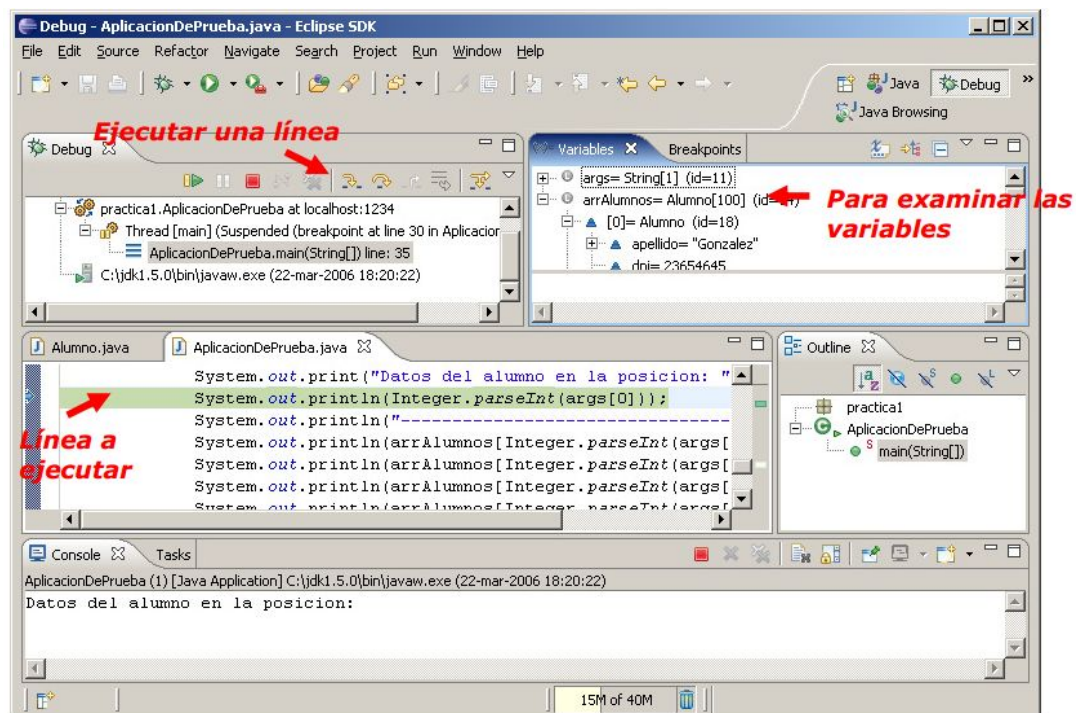 Debug - AplicacionDePrueba.java - Eclipse SDK
File Edit Source Refactor Navigate Search Project Run Window Help
Java Debug »
Java Browsing
Ejecutar una línea
Debug
practica1.AplicacionDePrueba at localhost:1234
Thread [main] (Suspended (breakpoint at line 30 in Aplicacion
AplicacionDePrueba.main(String[]) line: 35
C:\jdk1.5.0\bin\javaw.exe (22-mar-2006 18:20:22)
Variables Breakpoints
args= String[1] (id=11)
arrAlumnos= Alumno[100]
[0]= Alumno (id=18)
apellido= "Gonzalez"
dni= 23654645
Para examinar las
variables
Alumno.java AplicacionDePrueba.java
System.out.print("Datos del alumno en la posicion: "
System.out.println(Integer.parseInt(args[0]));
System.out.println("--------------------------------
System.out.println(arrAlumnos[Integer.parseInt(args[
System.out.println(arrAlumnos[Integer.parseInt(args[
System.out.println(arrAlumnos[Integer.parseInt(args[
System.out.println(arrAlumnos[Integer.parseInt(args[
Línea a
ejecutar
Outline
practica1
AplicacionDePrueba
main(String[])
Console Tasks
AplicacionDePrueba (1) [Java Application] C:\jdk1.5.0\bin\javaw.exe (22-mar-2006 18:20:22)
Datos del alumno en la posicion:
15M of 40M